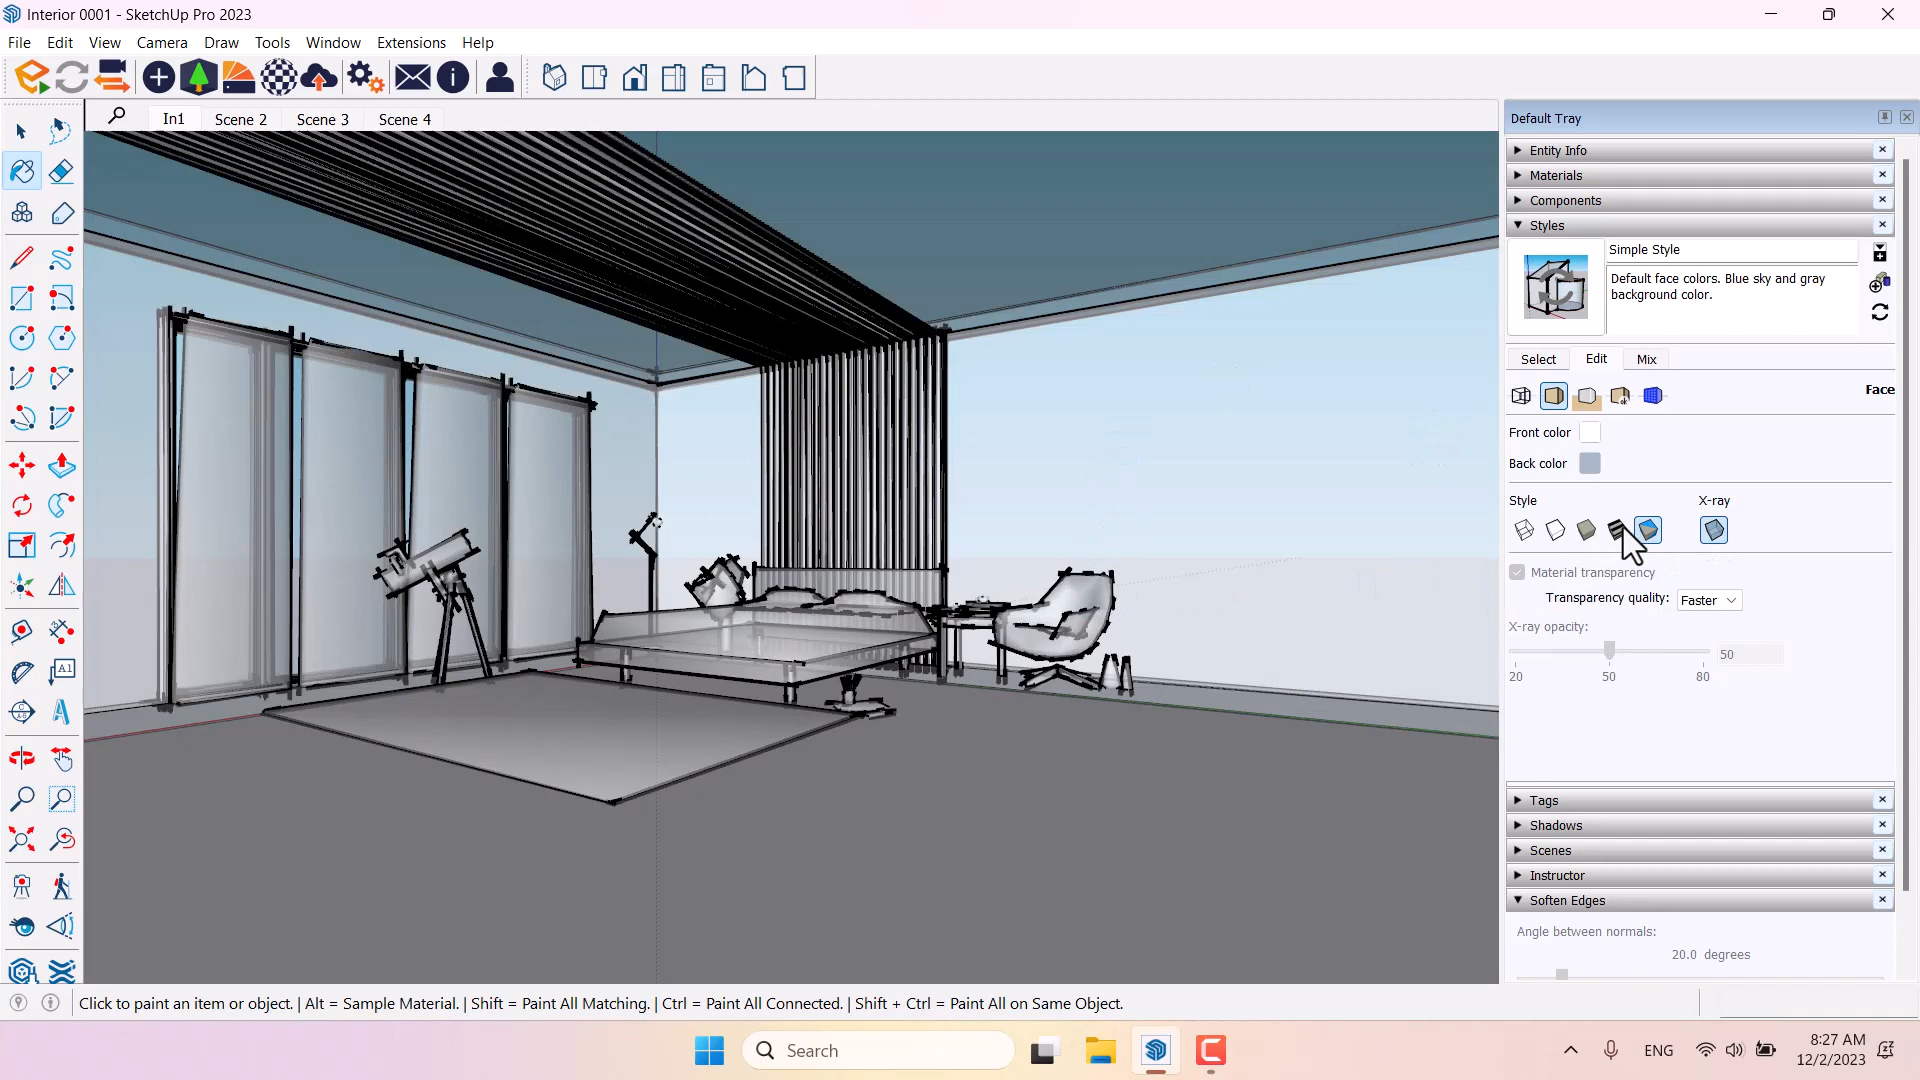 Interior 0001 - SketchUp Pro 2023
File Edit View Camera Draw Tools Window Extensions Help
In1 Scene 2 Scene 3 Scene 4
Default Tray
Entity Info
Materials
Components
Styles
Simple Style
Default face colors. Blue sky and gray
background color.
Select Edit Mix
Face
Front color
Back color
Style X-ray
Material transparency
Transparency quality: Faster
X-ray opacity:
50
20 50 80
Tags
Shadows
Scenes
Instructor
Soften Edges
Angle between normals:
20.0 degrees
Click to paint an item or object. | Alt = Sample Material. | Shift = Paint All Matching. | Ctrl = Paint All Connected. | Shift + Ctrl = Paint All on Same Object.
Search
ENG
8:27 AM
12/2/2023